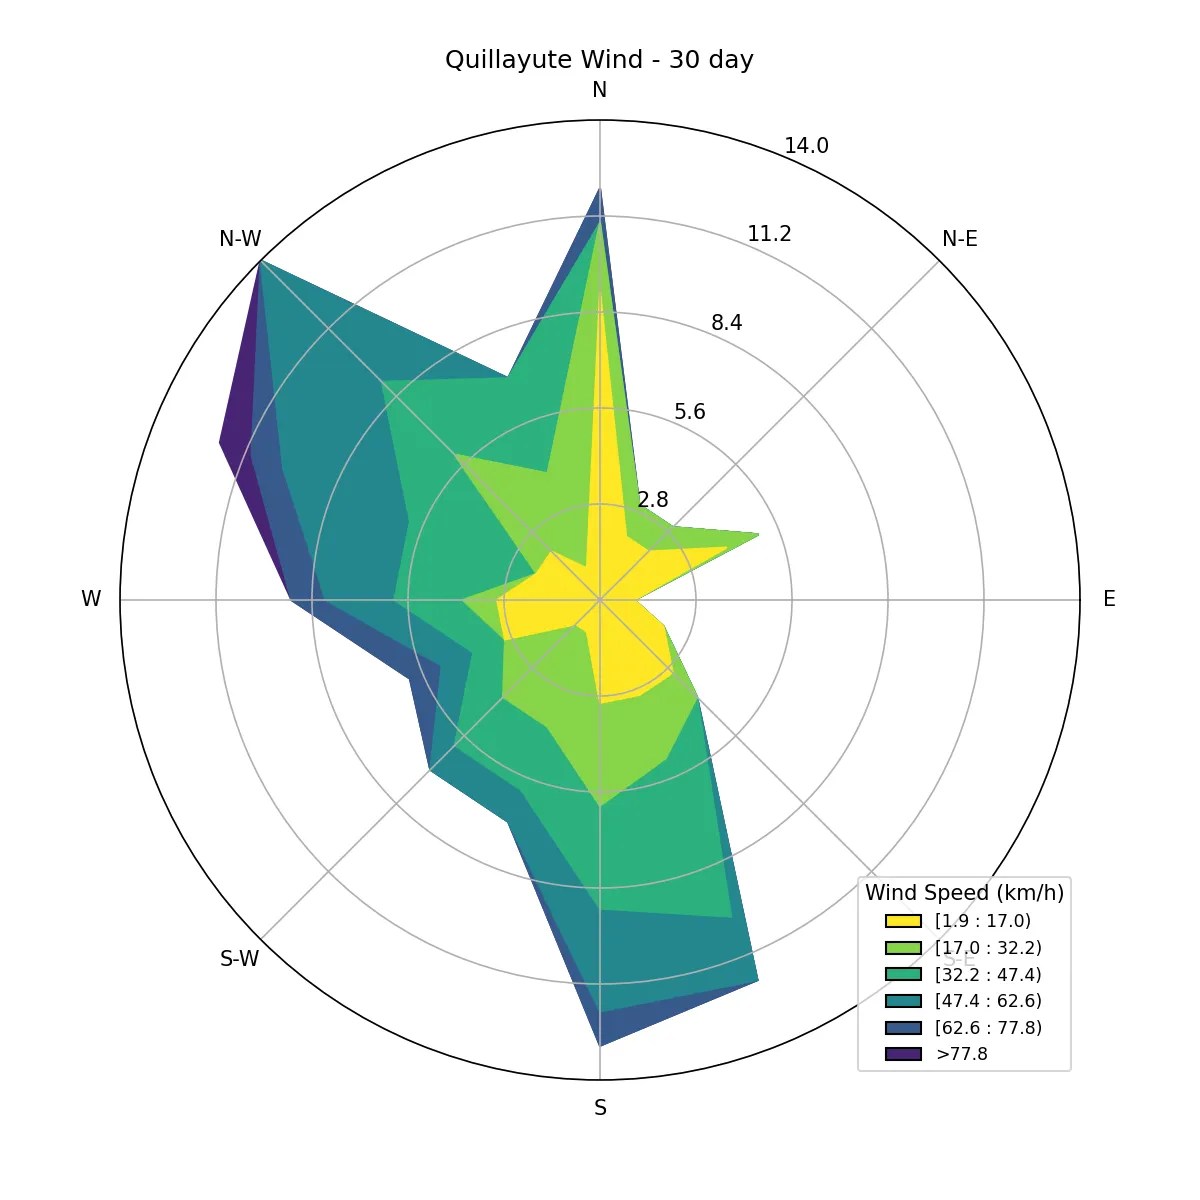 Quillayute Wind - 30 day
N
14.0
N-W
N-E
11.2
8.4
5.6
2.8
W
E
S-W
S-E
S
Wind Speed (km/h)
[1.9 : 17.0)
[17.0 : 32.2)
[32.2 : 47.4)
[47.4 : 62.6)
[62.6 : 77.8)
>77.8